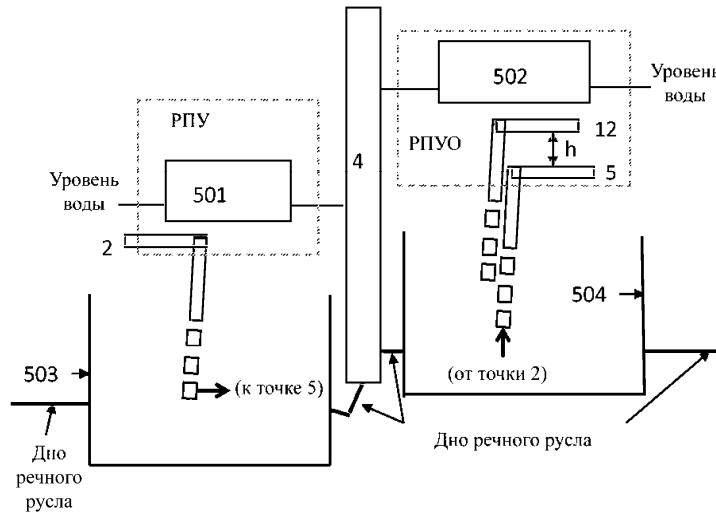 502
Уровень
воды
РПУ
12
РПУО
h
4
5
Уровень
воды
501
2
504
503
(к точке 5)
(от точки 2)
Дно речного русла
Дно
речного
русла